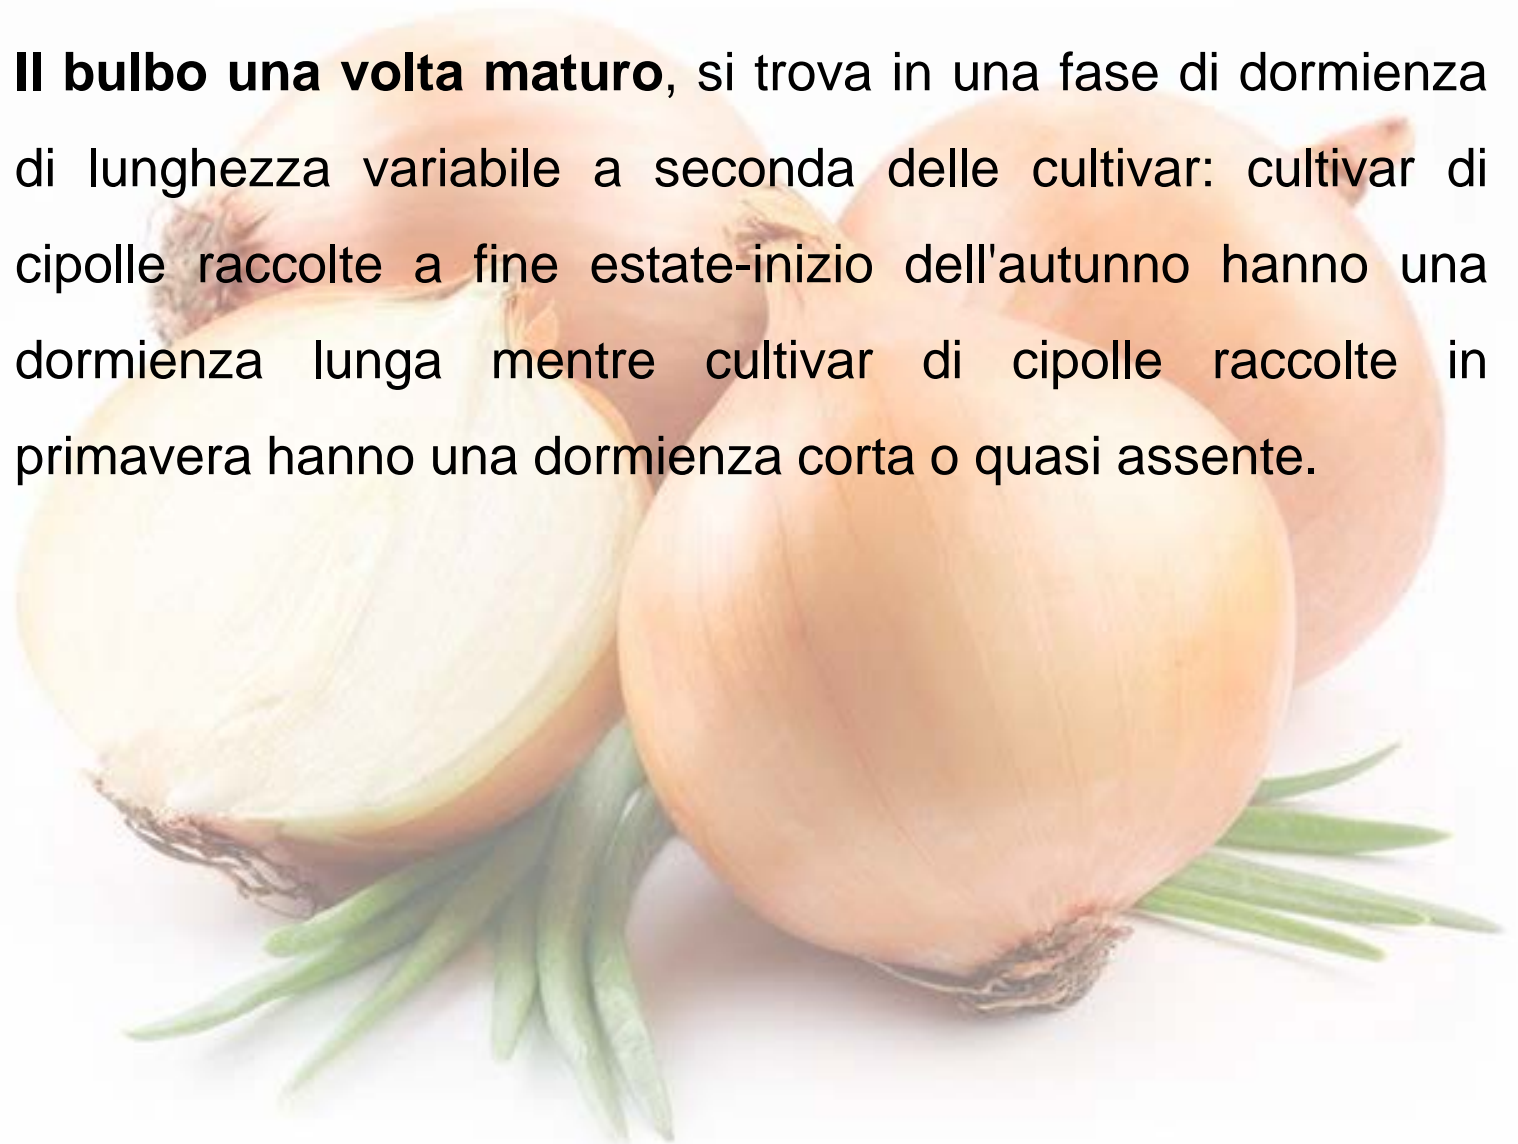 Il bulbo una volta maturo, si trova in una fase di dormienza
di lunghezza variabile a seconda delle cultivar: cultivar di
cipolle raccolte a fine estate-inizio dell'autunno hanno una
dormienza lunga mentre cultivar di cipolle raccolte in
primavera hanno una dormienza corta o quasi assente.